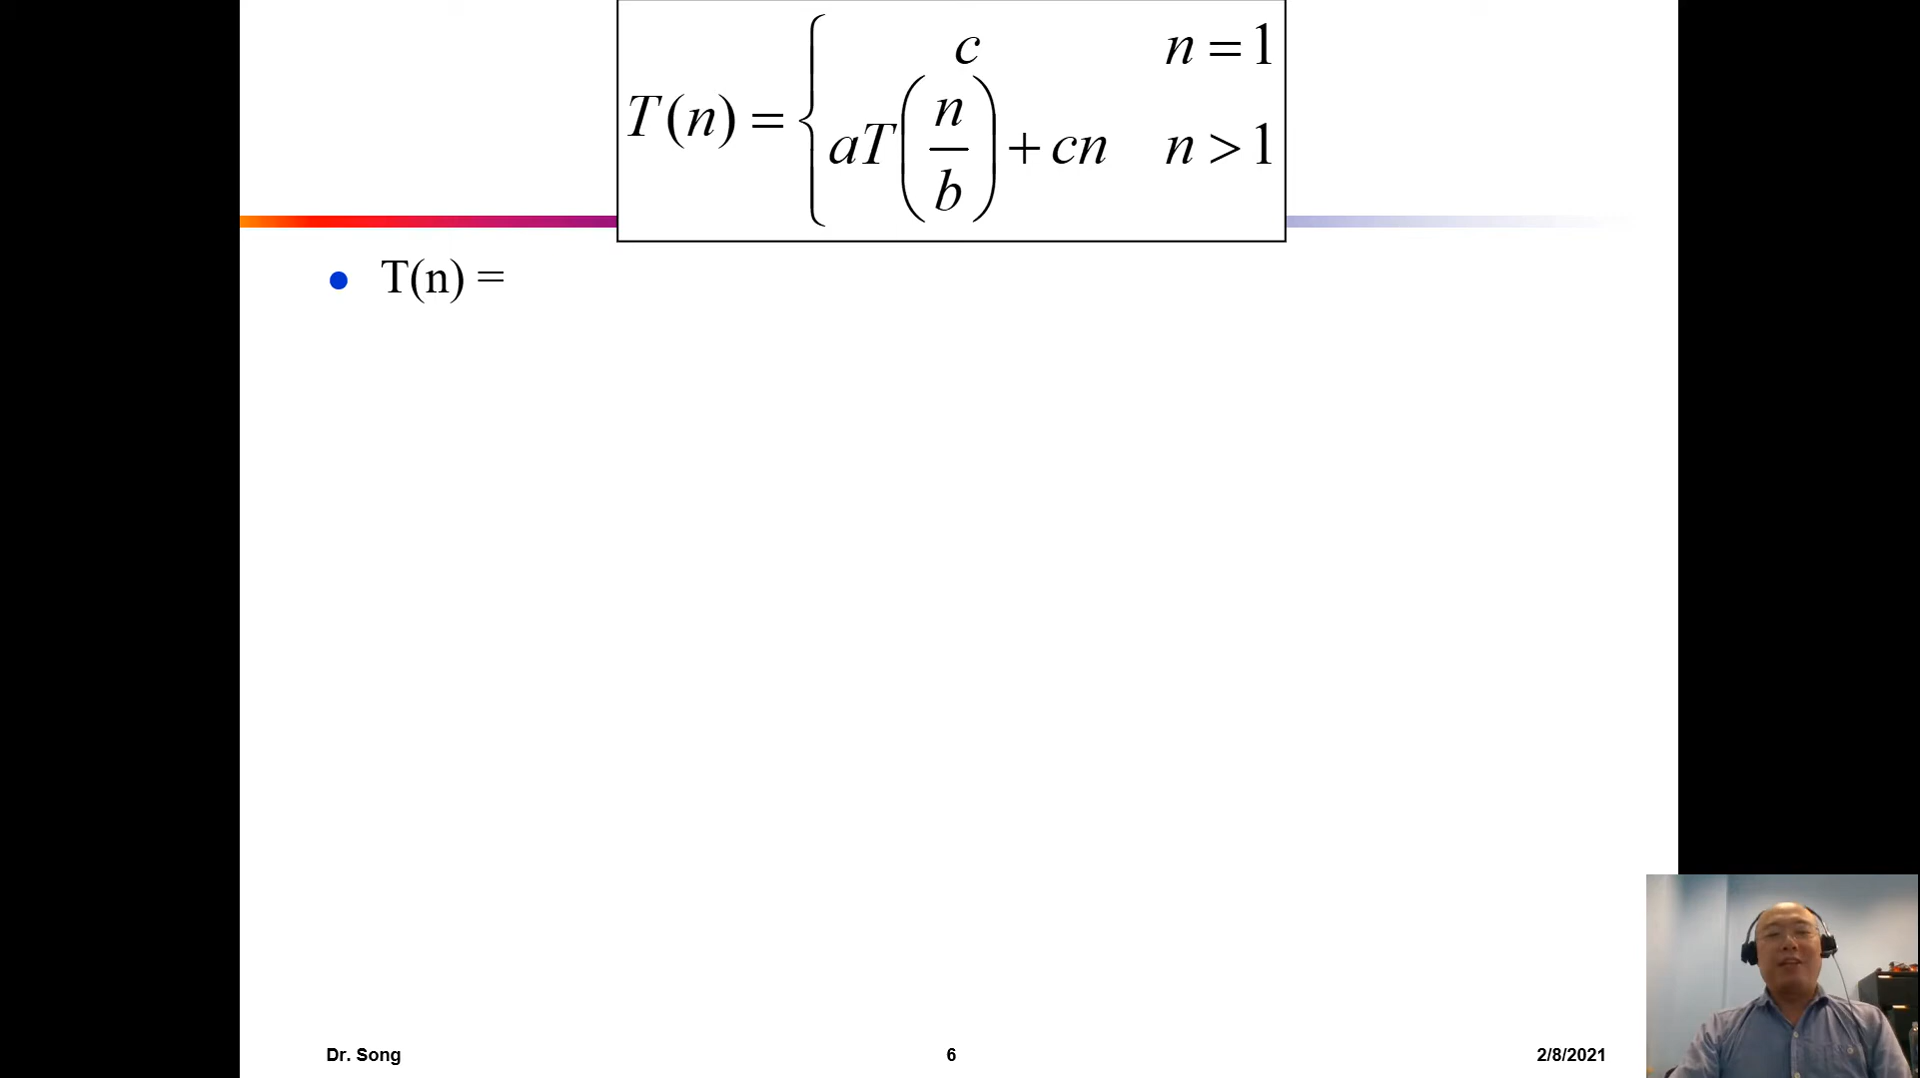 T(n) = { c n = 1
aT(n/b) + cn n > 1
T(n) =
Dr. Song 6 2/8/2021